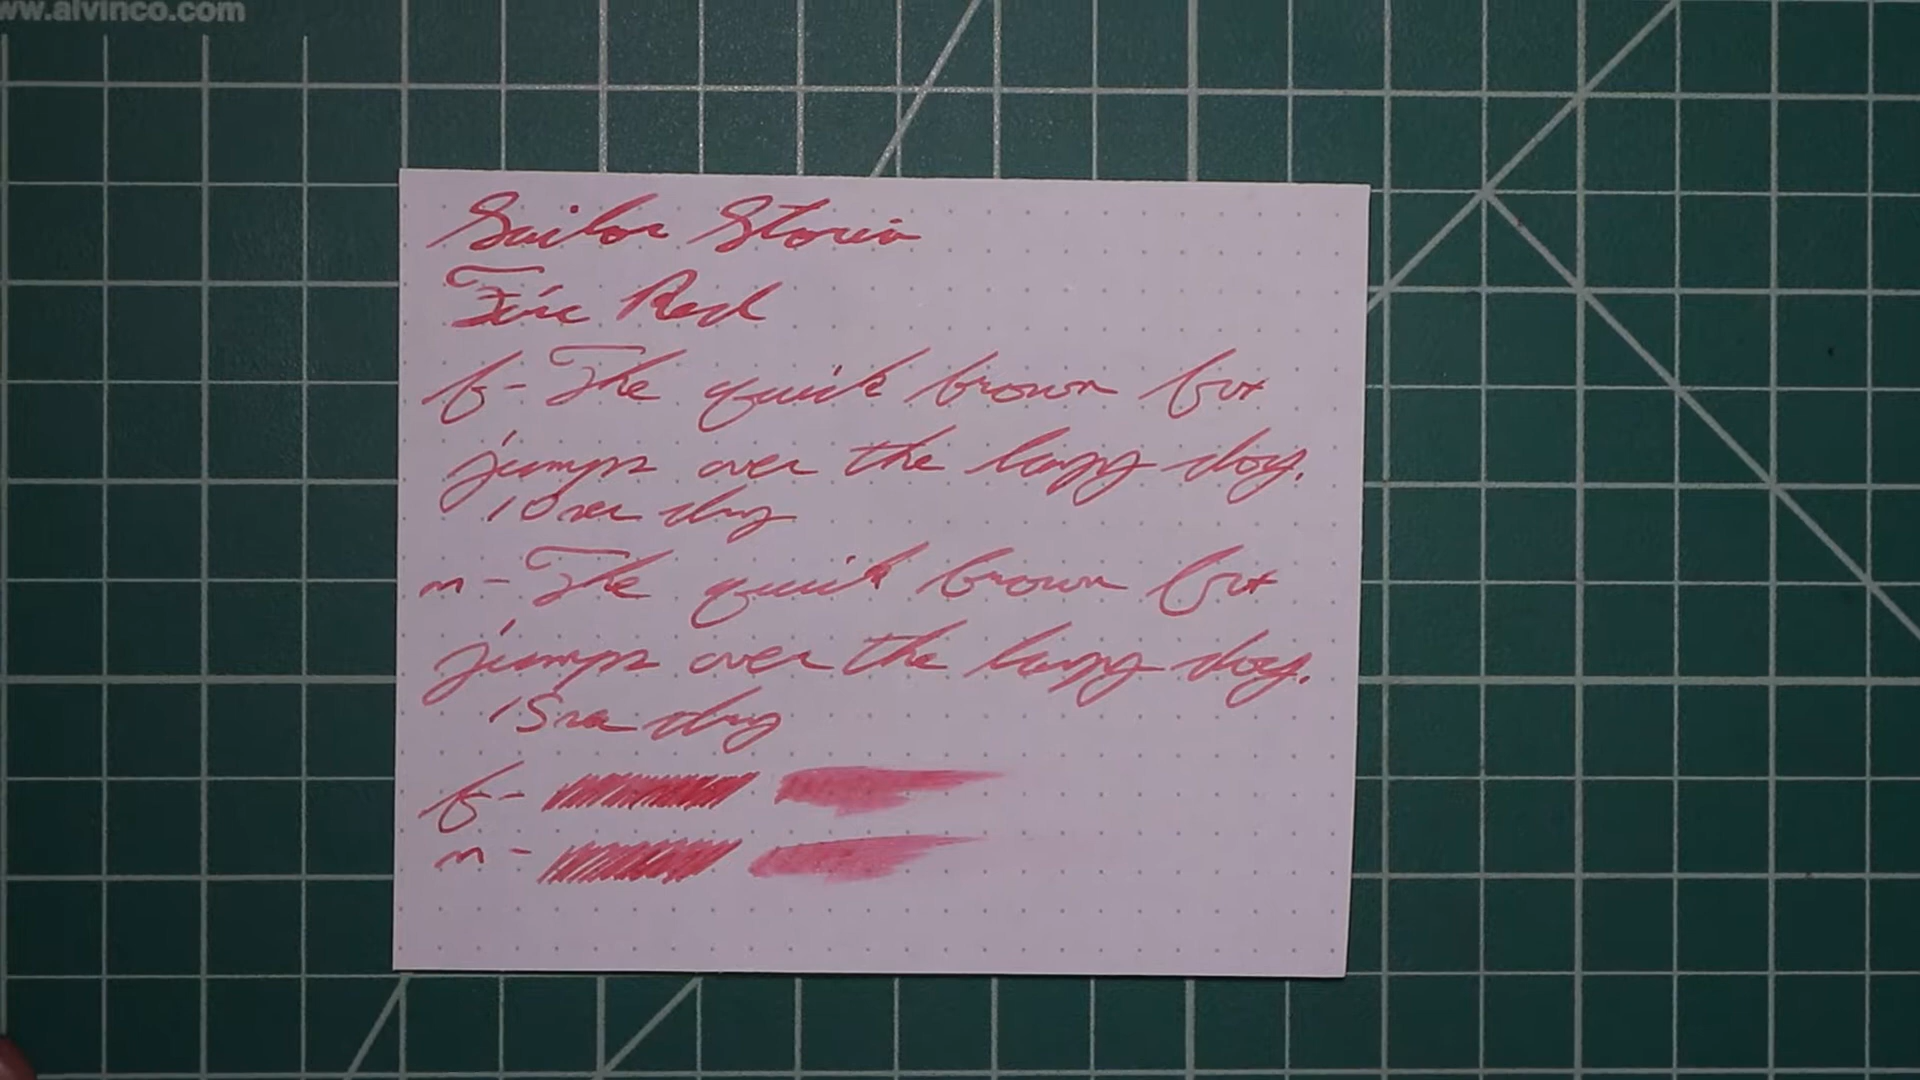 www.alvinco.com
Sailor Storia
Fire Red
f - The quick brown fox
jumps over the lazy dog.
10 sec dry
m - The quick brown fox
jumps over the lazy dog.
15 sec dry
f -
m -